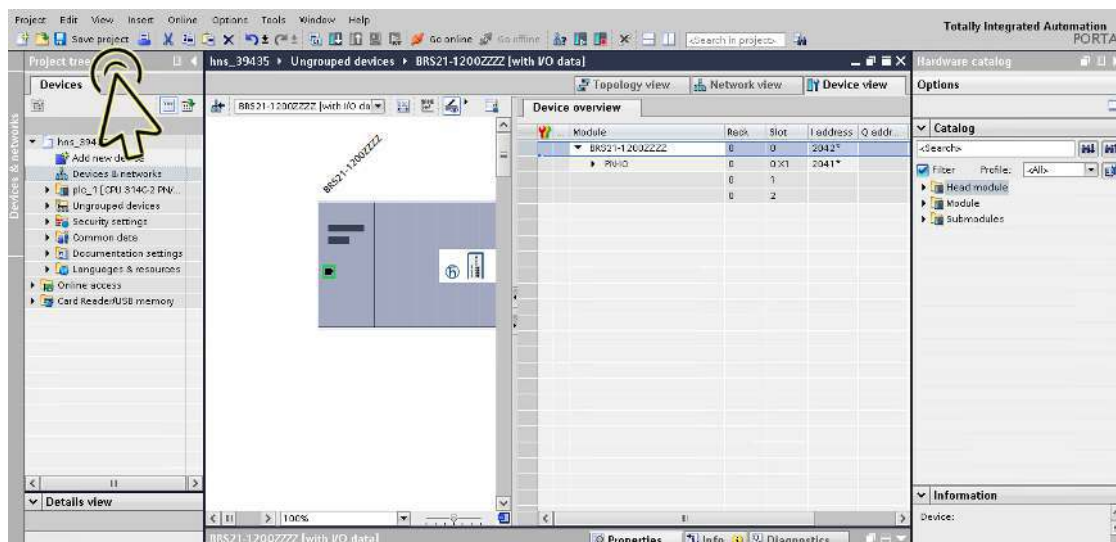 Project Edit View Insert Online Options Tools Window Help
Totally Integrated Automation
PORTA
Save project
Go online
Go offline
<Search in project>
Project tree
hns_39435 ▸ Ungrouped devices ▸ BRS21-1200ZZZZ [with I/O data]
Hardware catalog
Devices
Topology view
Network view
Device view
Options
BRS21-1200ZZZZ [with I/O da
Device overview
Module Rack Slot I address Q addr...
Catalog
BRS21-1200ZZZZ 0 0 2042*
<Search>
PN-IO 0 0 X1 2041*
Filter Profile: <All>
0 1
Head module
0 2
Module
Submodules
BRS21-1200ZZZZ
Devices & networks
hns_394
Add new de
Devices & networks
plc_1 [CPU 314C-2 PN/...
Ungrouped devices
Security settings
Common data
Documentation settings
Languages & resources
Online access
Card Reader/USB memory
Details view
100%
Information
Device:
BRS21-1200ZZZZ [with I/O data]
Properties
Info
Diagnostics